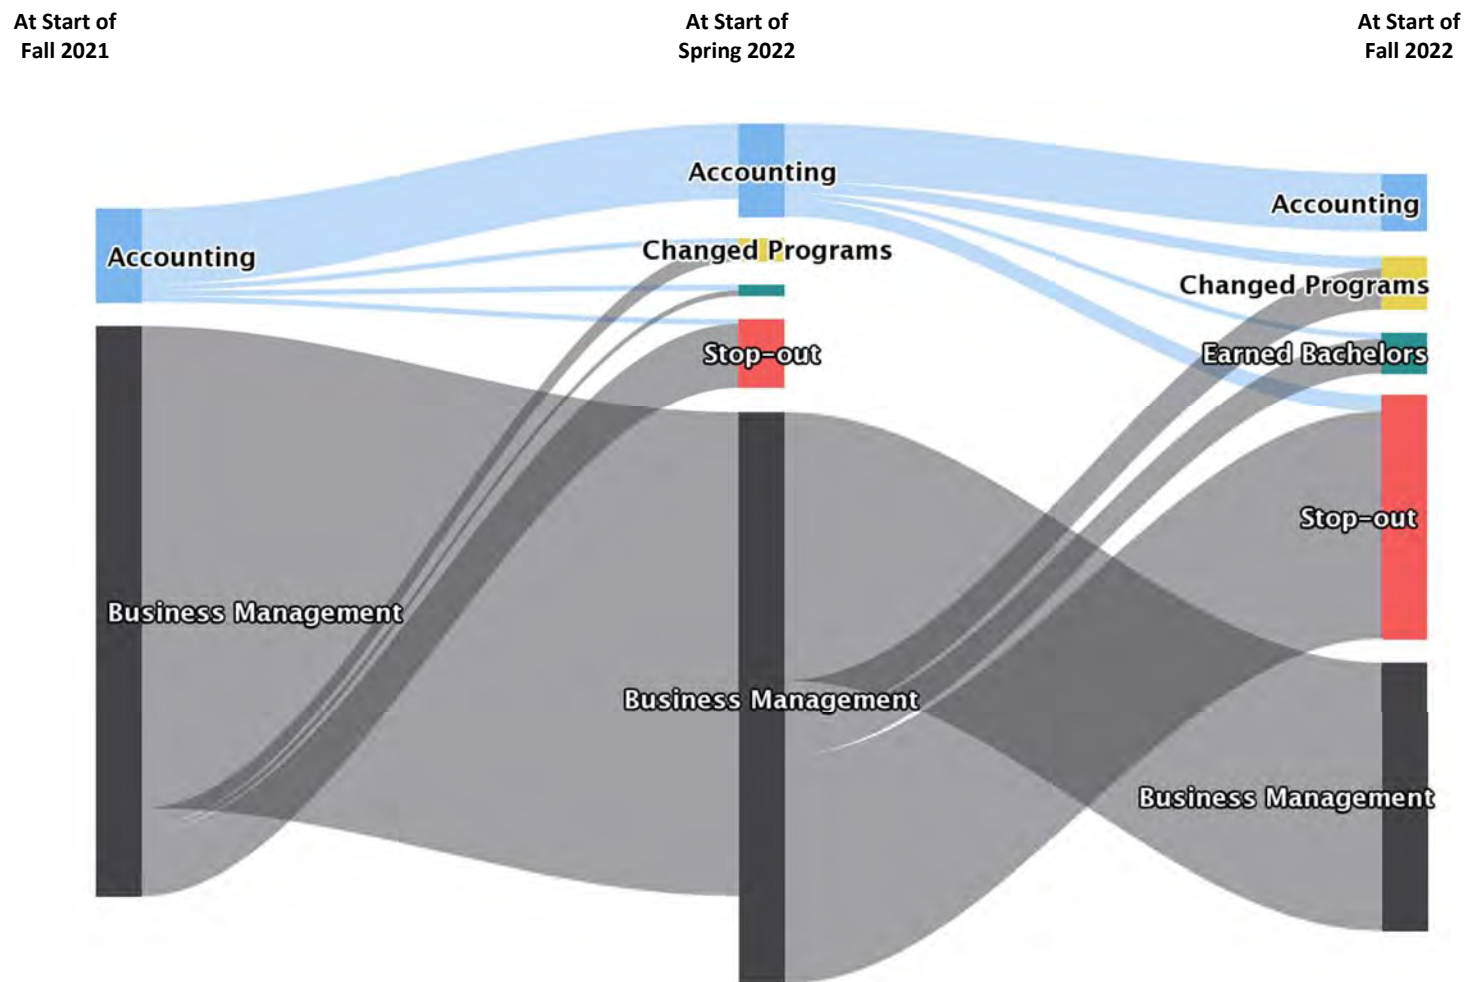 At Start of
Fall 2021
At Start of
Spring 2022
At Start of
Fall 2022
Accounting
Business Management
Accounting
Changed Programs
Stop-out
Business Management
Accounting
Changed Programs
Earned Bachelors
Stop-out
Business Management